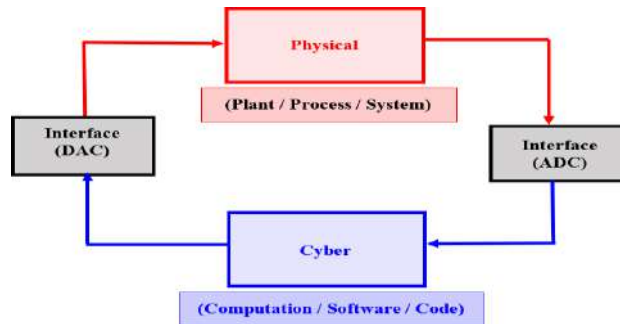 Physical
(Plant / Process / System)
Interface
(DAC)
Interface
(ADC)
Cyber
(Computation / Software / Code)